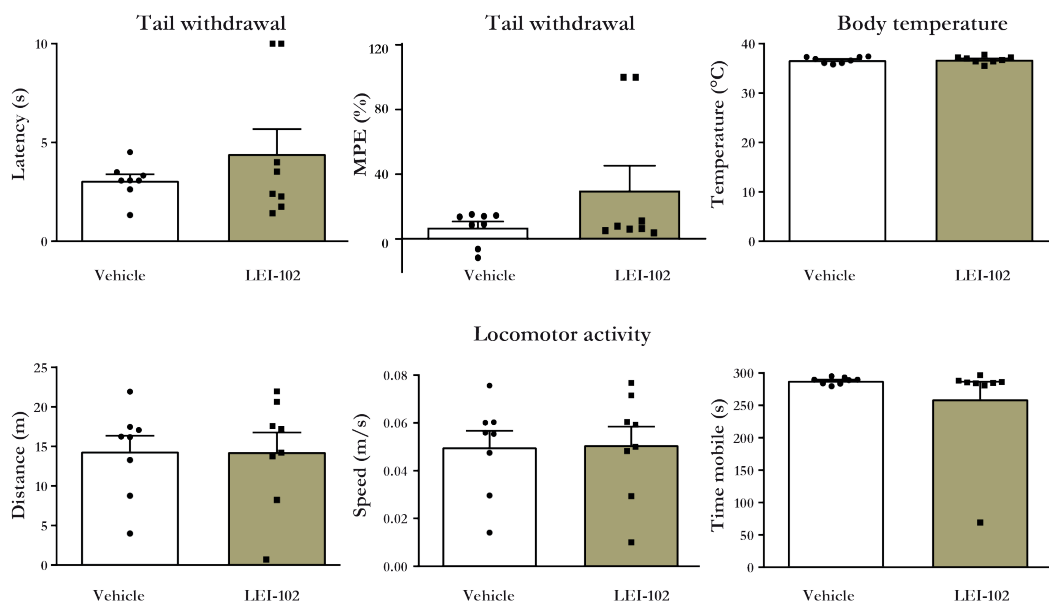 Tail withdrawal
Latency (s)
10
5
0
Vehicle
LEI-102
Tail withdrawal
MPE (%)
120
80
40
0
Vehicle
LEI-102
Body temperature
Temperature (°C)
40
30
20
10
0
Vehicle
LEI-102
Locomotor activity
Distance (m)
25
20
15
10
5
0
Vehicle
LEI-102
Speed (m/s)
0.08
0.06
0.04
0.02
0.00
Vehicle
LEI-102
Time mobile (s)
300
250
200
150
100
50
0
Vehicle
LEI-102